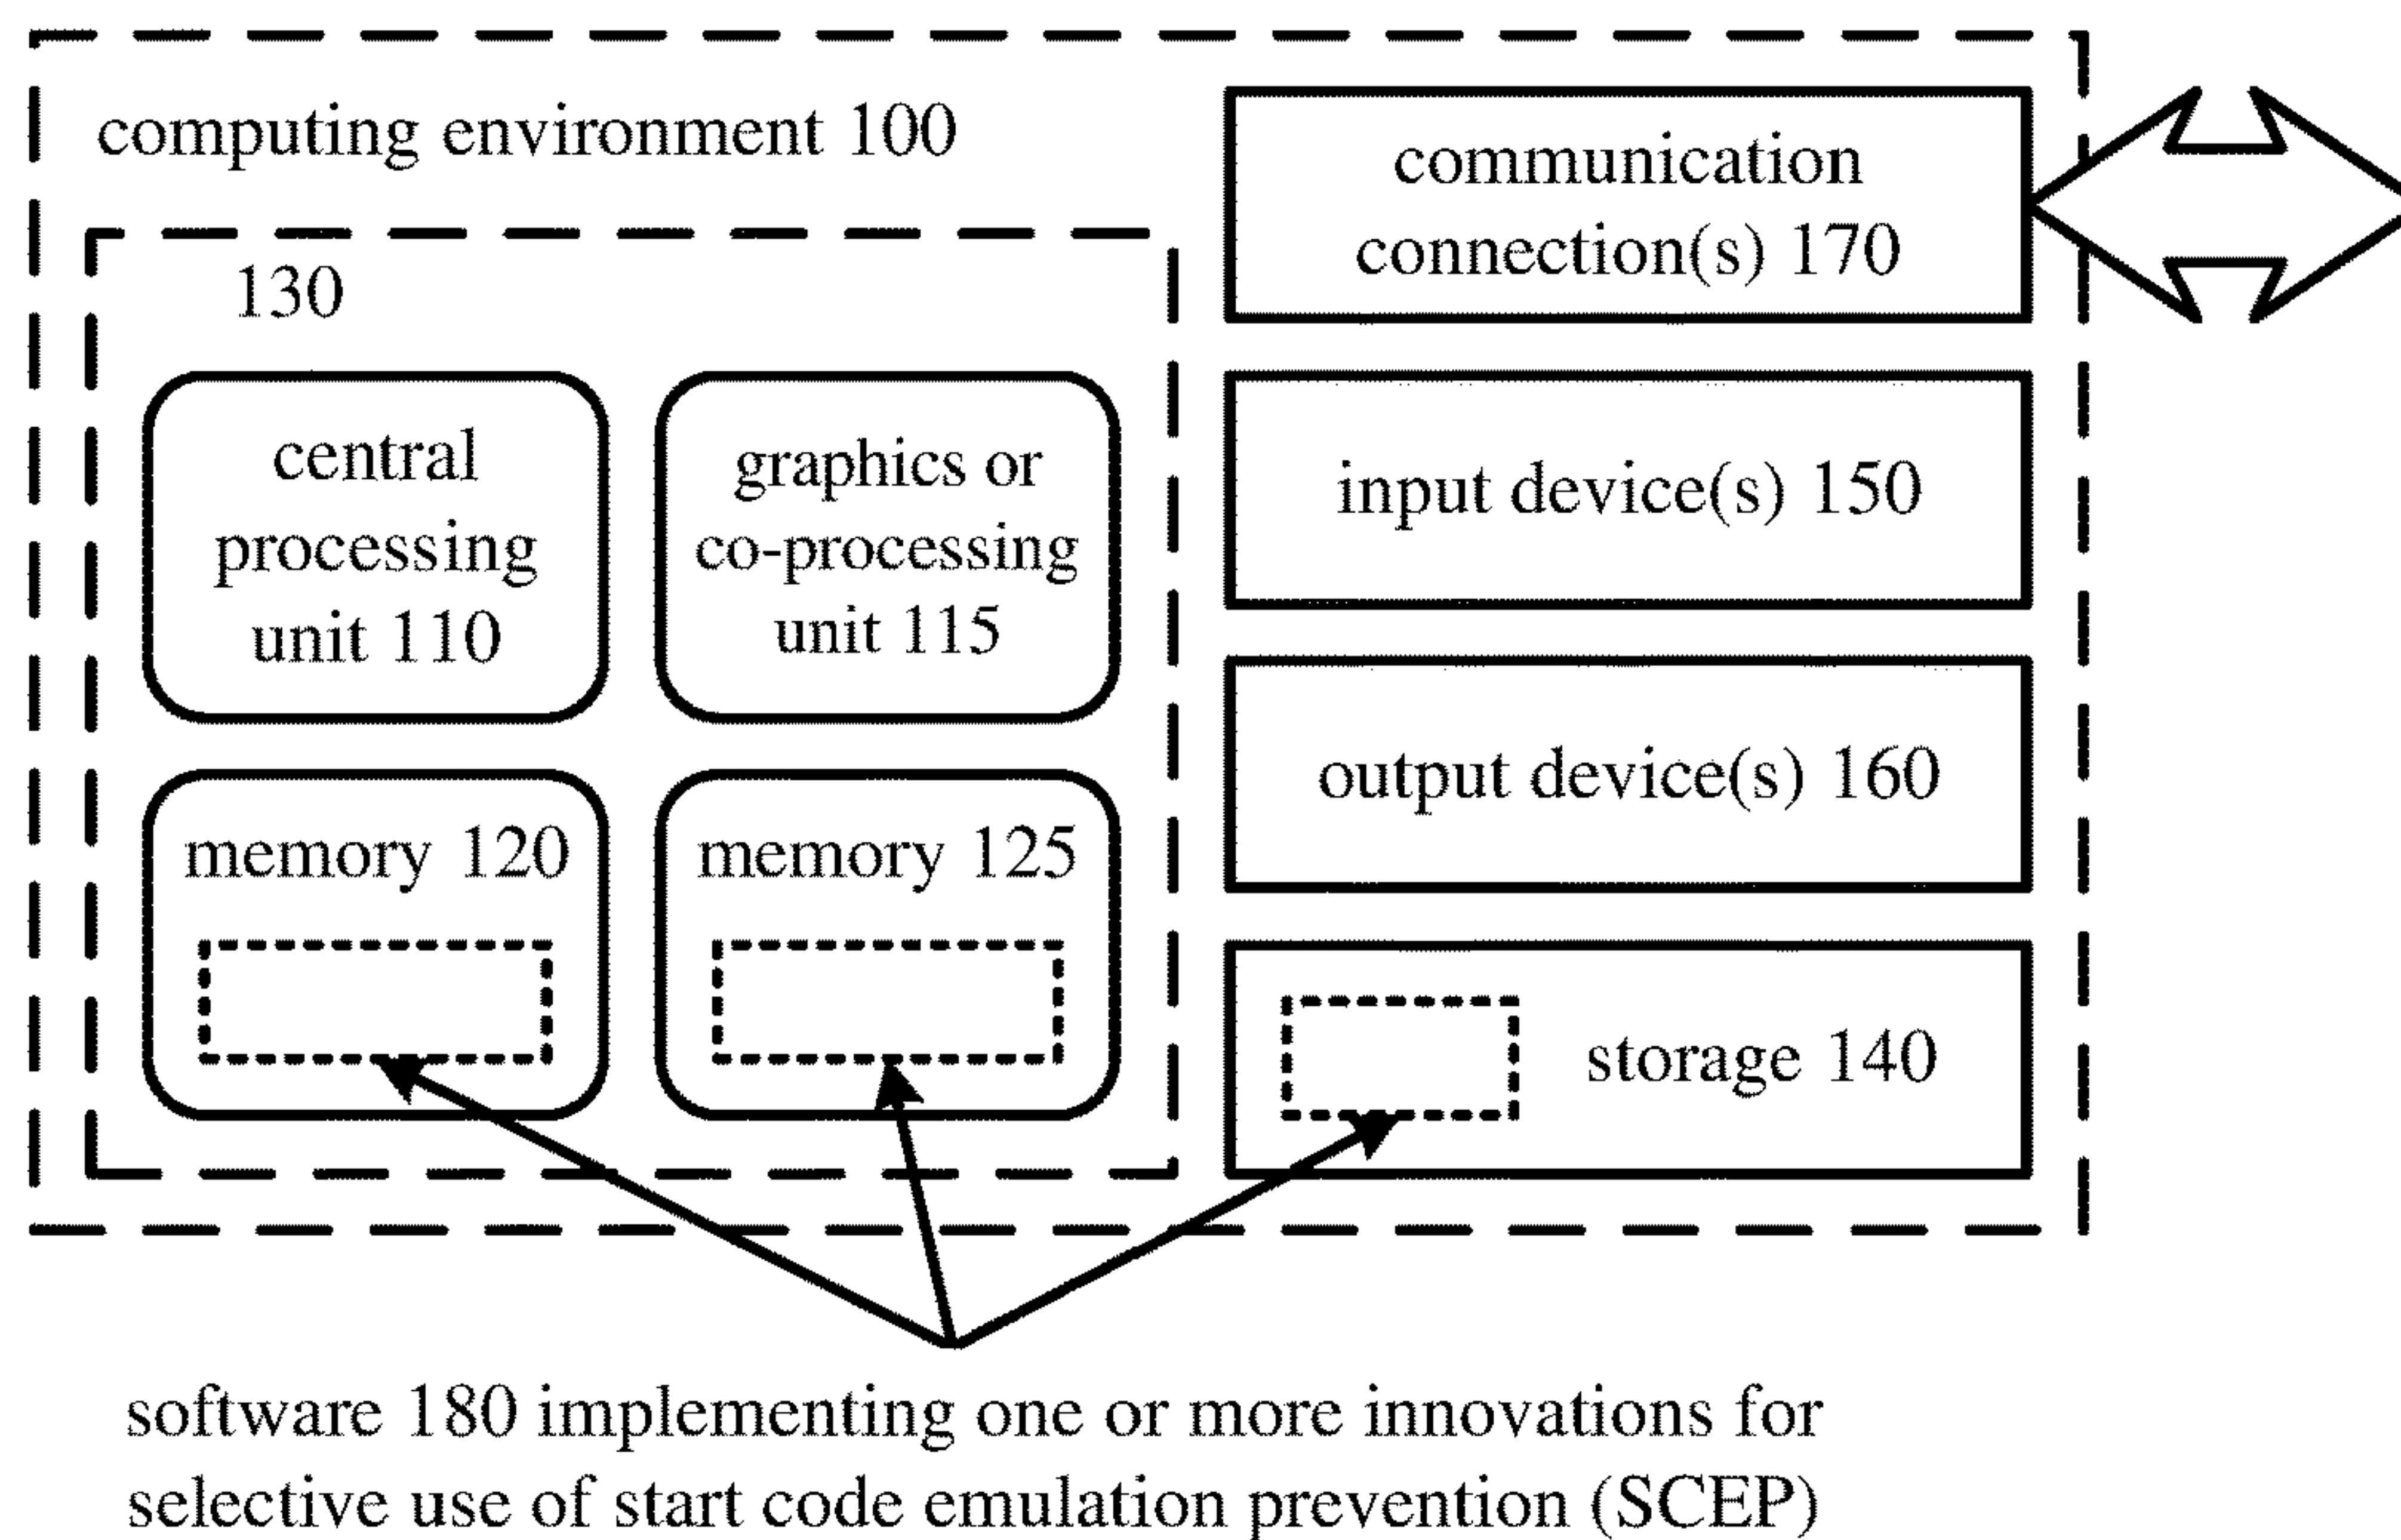 computing environment 100
130
central
processing
unit 110
graphics or
co-processing
unit 115
memory 120
memory 125
communication
connection(s) 170
input device(s) 150
output device(s) 160
storage 140
software 180 implementing one or more innovations for
selective use of start code emulation prevention (SCEP)